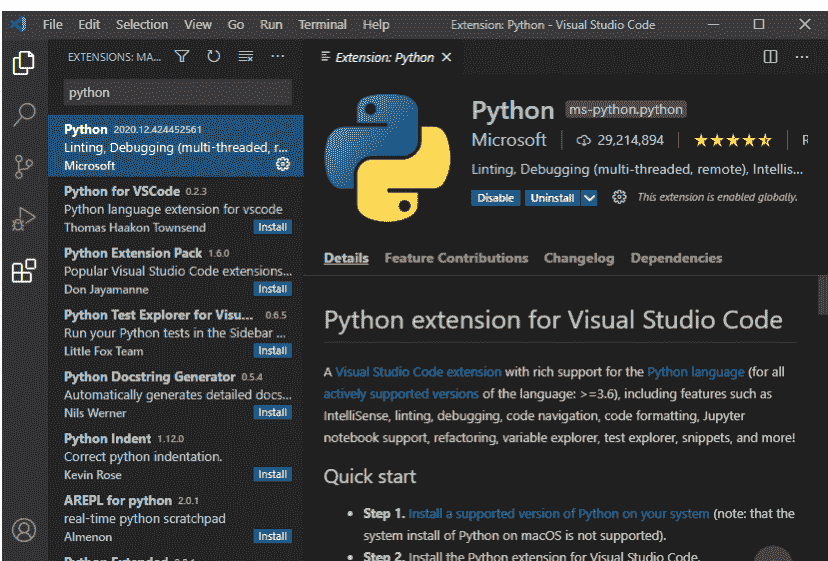 File Edit Selection View Go Run Terminal Help Extension: Python - Visual Studio Code
EXTENSIONS: MA...
python
Python 2020.12.424452561
Linting, Debugging (multi-threaded, r...
Microsoft
Python for VSCode 0.2.3
Python language extension for vscode
Thomas Haakon Townsend Install
Python Extension Pack 1.6.0
Popular Visual Studio Code extensions...
Don Jayamanne Install
Python Test Explorer for Visu... 0.6.5
Run your Python tests in the Sidebar ...
Little Fox Team Install
Python Docstring Generator 0.5.4
Automatically generates detailed docs...
Nils Werner Install
Python Indent 1.12.0
Correct python indentation.
Kevin Rose Install
AREPL for python 2.0.1
real-time python scratchpad
Almenon Install
Extension: Python
Python ms-python.python
Microsoft 29,214,894 R
Linting, Debugging (multi-threaded, remote), Intellis...
Disable Uninstall This extension is enabled globally.
Details Feature Contributions Changelog Dependencies
Python extension for Visual Studio Code
A Visual Studio Code extension with rich support for the Python language (for all
actively supported versions of the language: >=3.6), including features such as
IntelliSense, linting, debugging, code navigation, code formatting, Jupyter
notebook support, refactoring, variable explorer, test explorer, snippets, and more!
Quick start
• Step 1. Install a supported version of Python on your system (note: that the
system install of Python on macOS is not supported).
• Step 2. Install the Python extension for Visual Studio Code.